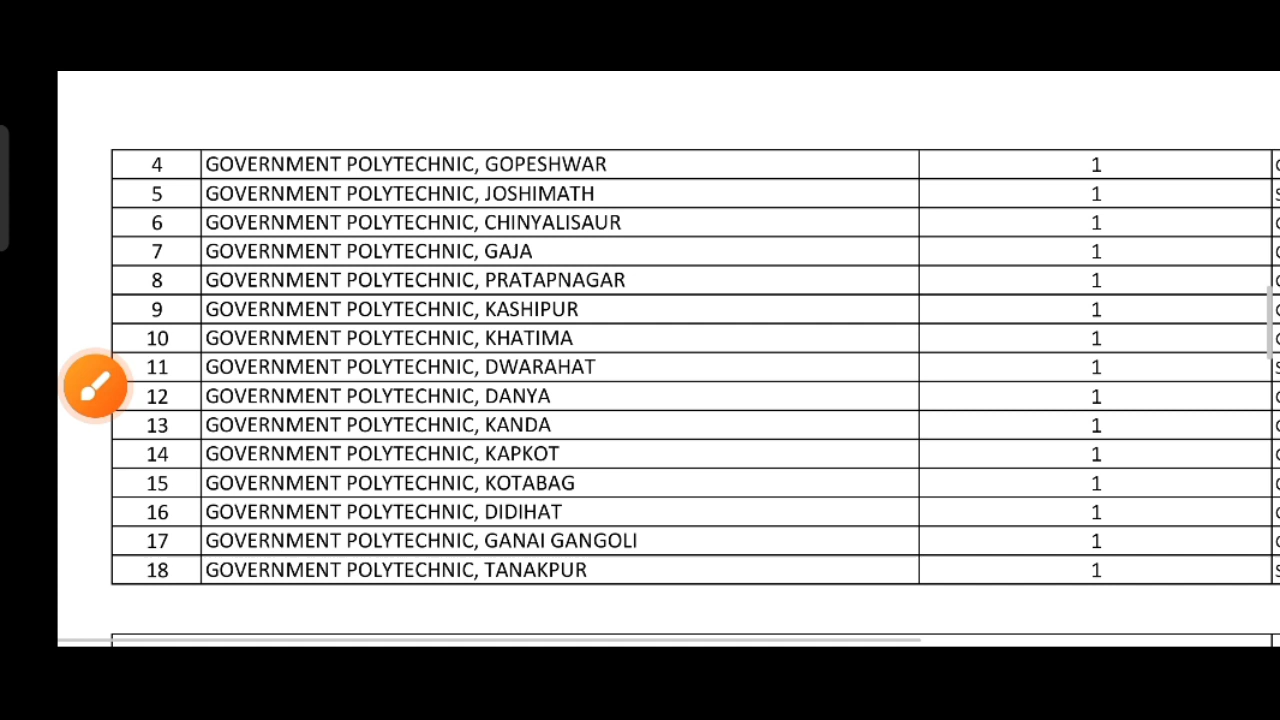 4 GOVERNMENT POLYTECHNIC, GOPESHWAR 1
5 GOVERNMENT POLYTECHNIC, JOSHIMATH 1
6 GOVERNMENT POLYTECHNIC, CHINYALISAUR 1
7 GOVERNMENT POLYTECHNIC, GAJA 1
8 GOVERNMENT POLYTECHNIC, PRATAPNAGAR 1
9 GOVERNMENT POLYTECHNIC, KASHIPUR 1
10 GOVERNMENT POLYTECHNIC, KHATIMA 1
11 GOVERNMENT POLYTECHNIC, DWARAHAT 1
12 GOVERNMENT POLYTECHNIC, DANYA 1
13 GOVERNMENT POLYTECHNIC, KANDA 1
14 GOVERNMENT POLYTECHNIC, KAPKOT 1
15 GOVERNMENT POLYTECHNIC, KOTABAG 1
16 GOVERNMENT POLYTECHNIC, DIDIHAT 1
17 GOVERNMENT POLYTECHNIC, GANAI GANGOLI 1
18 GOVERNMENT POLYTECHNIC, TANAKPUR 1